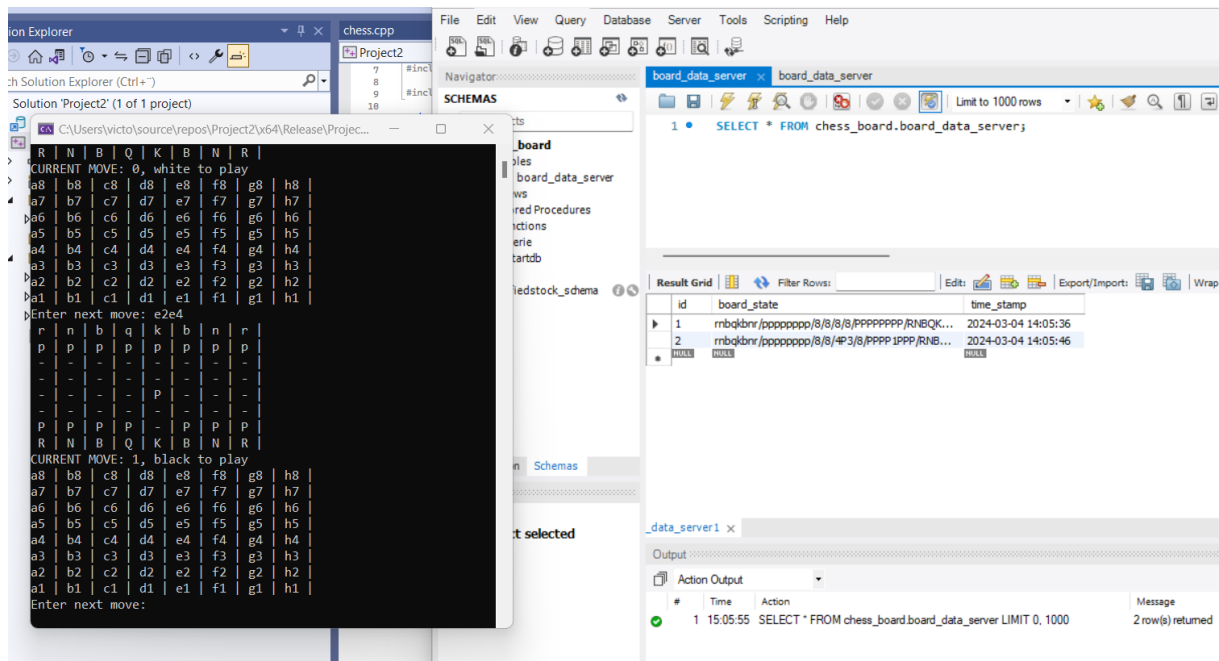 ion Explorer
ch Solution Explorer (Ctrl+¨)
Solution 'Project2' (1 of 1 project)
chess.cpp
Project2
7 #incl
8
9 #incl
10
C:\Users\victo\source\repos\Project2\x64\Release\Projec...
R | N | B | Q | K | B | N | R |
CURRENT MOVE: 0, white to play
a8 | b8 | c8 | d8 | e8 | f8 | g8 | h8 |
a7 | b7 | c7 | d7 | e7 | f7 | g7 | h7 |
a6 | b6 | c6 | d6 | e6 | f6 | g6 | h6 |
a5 | b5 | c5 | d5 | e5 | f5 | g5 | h5 |
a4 | b4 | c4 | d4 | e4 | f4 | g4 | h4 |
a3 | b3 | c3 | d3 | e3 | f3 | g3 | h3 |
a2 | b2 | c2 | d2 | e2 | f2 | g2 | h2 |
a1 | b1 | c1 | d1 | e1 | f1 | g1 | h1 |
Enter next move: e2e4
r | n | b | q | k | b | n | r |
p | p | p | p | p | p | p | p |
- | - | - | - | - | - | - | - |
- | - | - | - | - | - | - | - |
- | - | - | - | P | - | - | - |
- | - | - | - | - | - | - | - |
P | P | P | P | - | P | P | P |
R | N | B | Q | K | B | N | R |
CURRENT MOVE: 1, black to play
a8 | b8 | c8 | d8 | e8 | f8 | g8 | h8 |
a7 | b7 | c7 | d7 | e7 | f7 | g7 | h7 |
a6 | b6 | c6 | d6 | e6 | f6 | g6 | h6 |
a5 | b5 | c5 | d5 | e5 | f5 | g5 | h5 |
a4 | b4 | c4 | d4 | e4 | f4 | g4 | h4 |
a3 | b3 | c3 | d3 | e3 | f3 | g3 | h3 |
a2 | b2 | c2 | d2 | e2 | f2 | g2 | h2 |
a1 | b1 | c1 | d1 | e1 | f1 | g1 | h1 |
Enter next move:
File Edit View Query Database Server Tools Scripting Help
Navigator
SCHEMAS
cts
_board
bles
board_data_server
ws
red Procedures
nctions
erie
tartdb
fiedstock_schema
n Schemas
ct selected
board_data_server board_data_server
Limit to 1000 rows
1 SELECT * FROM chess_board.board_data_server;
Result Grid Filter Rows: Edit: Export/Import: Wrap
id board_state time_stamp
1 rnbqkbnr/pppppppp/8/8/8/8/PPPPPPPP/RNBQK... 2024-03-04 14:05:36
2 rnbqkbnr/pppppppp/8/8/4P3/8/PPPP1PPP/RNB... 2024-03-04 14:05:46
NULL NULL NULL
_data_server1
Output
Action Output
# Time Action Message
1 15:05:55 SELECT * FROM chess_board.board_data_server LIMIT 0, 1000 2 row(s) returned